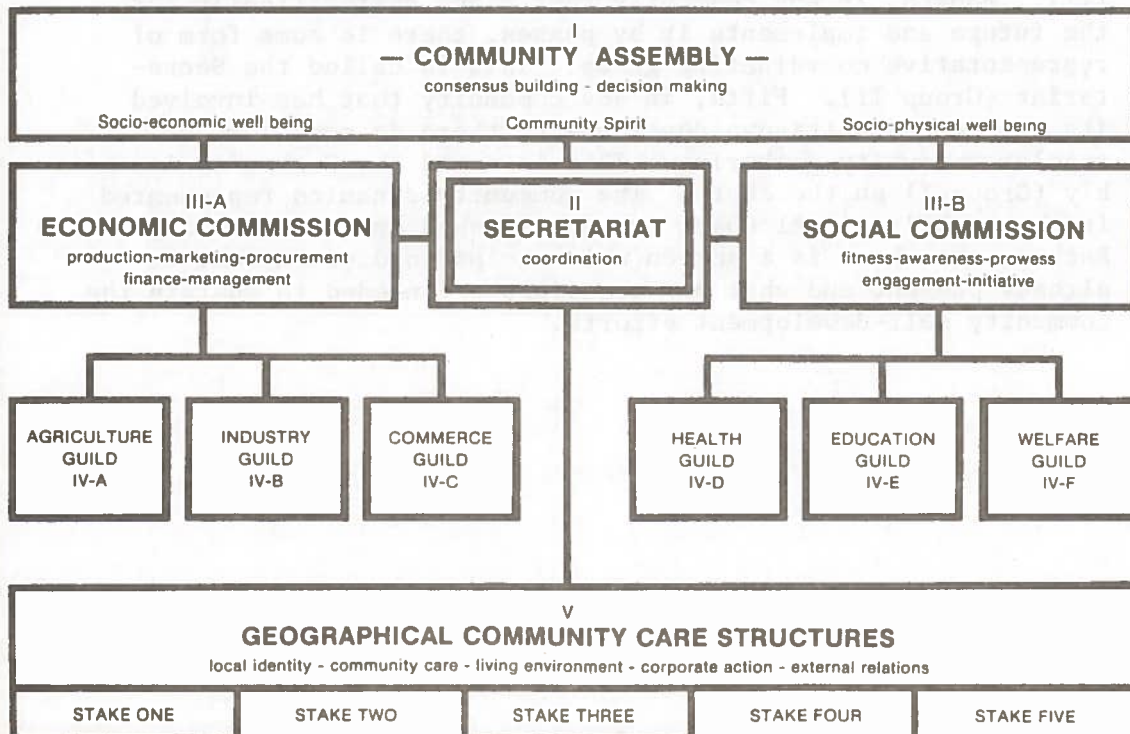 I
— COMMUNITY ASSEMBLY —
consensus building - decision making
Socio-economic well being
Community Spirit
Socio-physical well being
III-A
ECONOMIC COMMISSION
production-marketing-procurement
finance-management
II
SECRETARIAT
coordination
III-B
SOCIAL COMMISSION
fitness-awareness-prowess
engagement-initiative
AGRICULTURE
GUILD
IV-A
INDUSTRY
GUILD
IV-B
COMMERCE
GUILD
IV-C
HEALTH
GUILD
IV-D
EDUCATION
GUILD
IV-E
WELFARE
GUILD
IV-F
V
GEOGRAPHICAL COMMUNITY CARE STRUCTURES
local identity - community care - living environment - corporate action - external relations
STAKE ONE
STAKE TWO
STAKE THREE
STAKE FOUR
STAKE FIVE